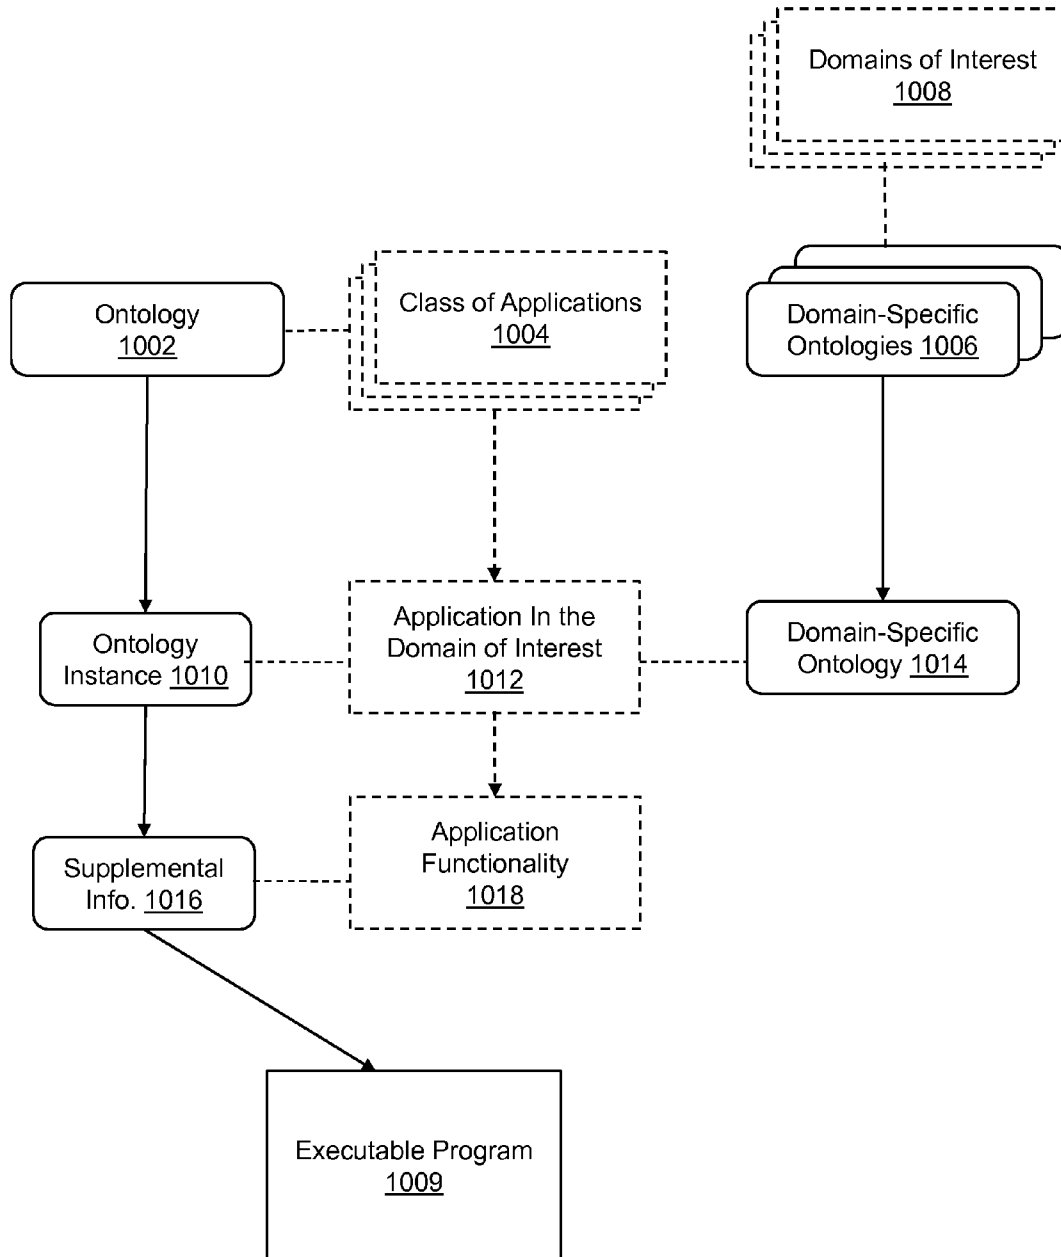 Domains of Interest
1008
Ontology
1002
Class of Applications
1004
Domain-Specific
Ontologies 1006
Ontology
Instance 1010
Application In the
Domain of Interest
1012
Domain-Specific
Ontology 1014
Supplemental
Info. 1016
Application
Functionality
1018
Executable Program
1009